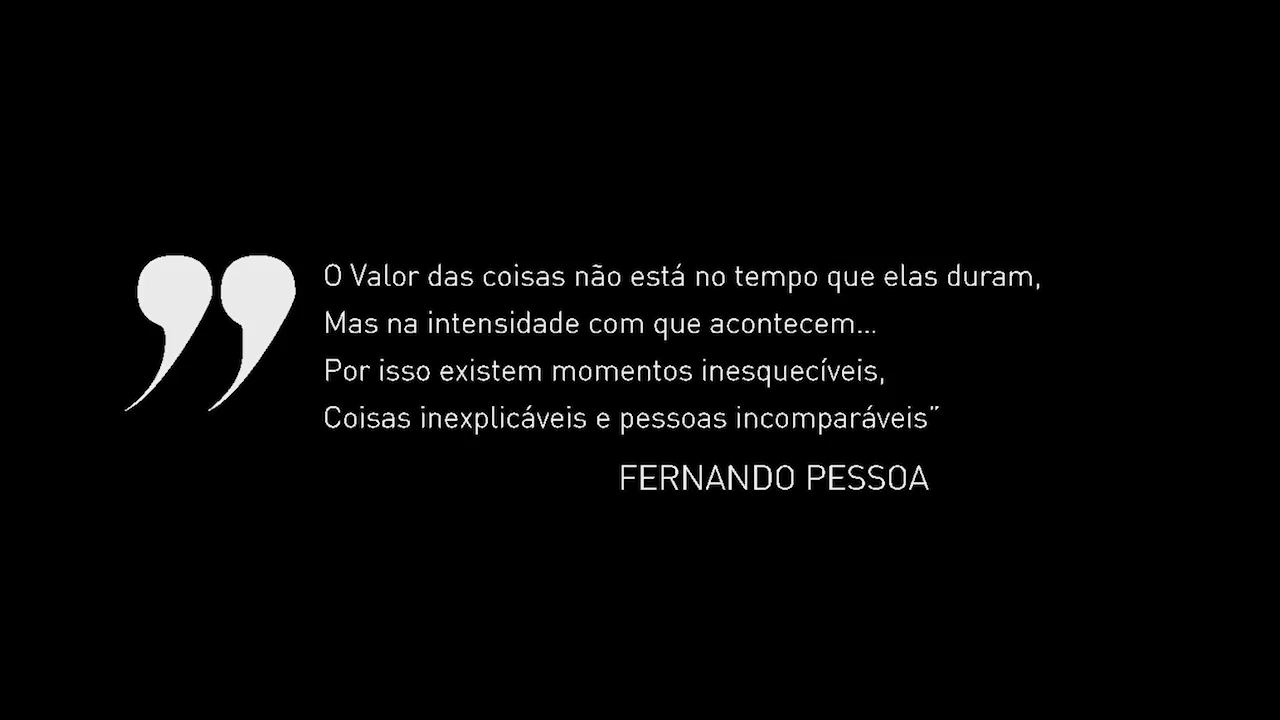 O Valor das coisas não está no tempo que elas duram,
Mas na intensidade com que acontecem...
Por isso existem momentos inesquecíveis,
Coisas inexplicáveis e pessoas incomparáveis”
FERNANDO PESSOA